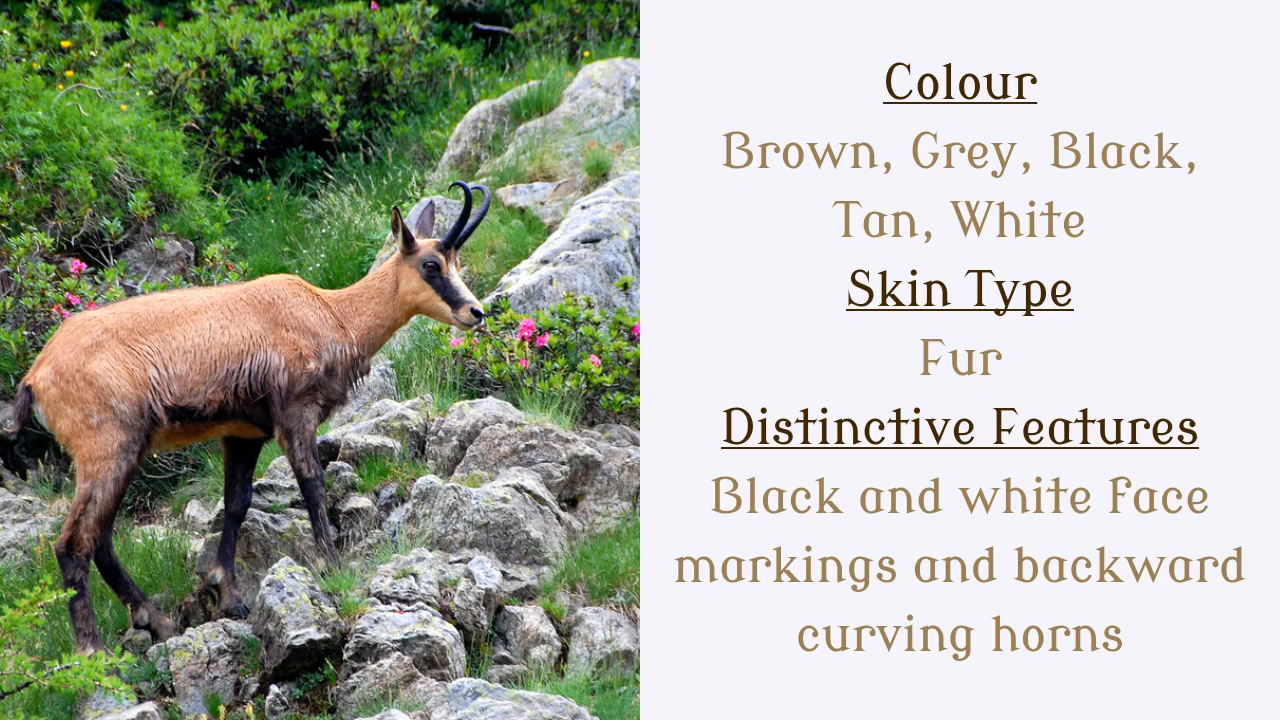 Colour
Brown, Grey, Black,
Tan, White
Skin Type
Fur
Distinctive Features
Black and white face
markings and backward
curving horns